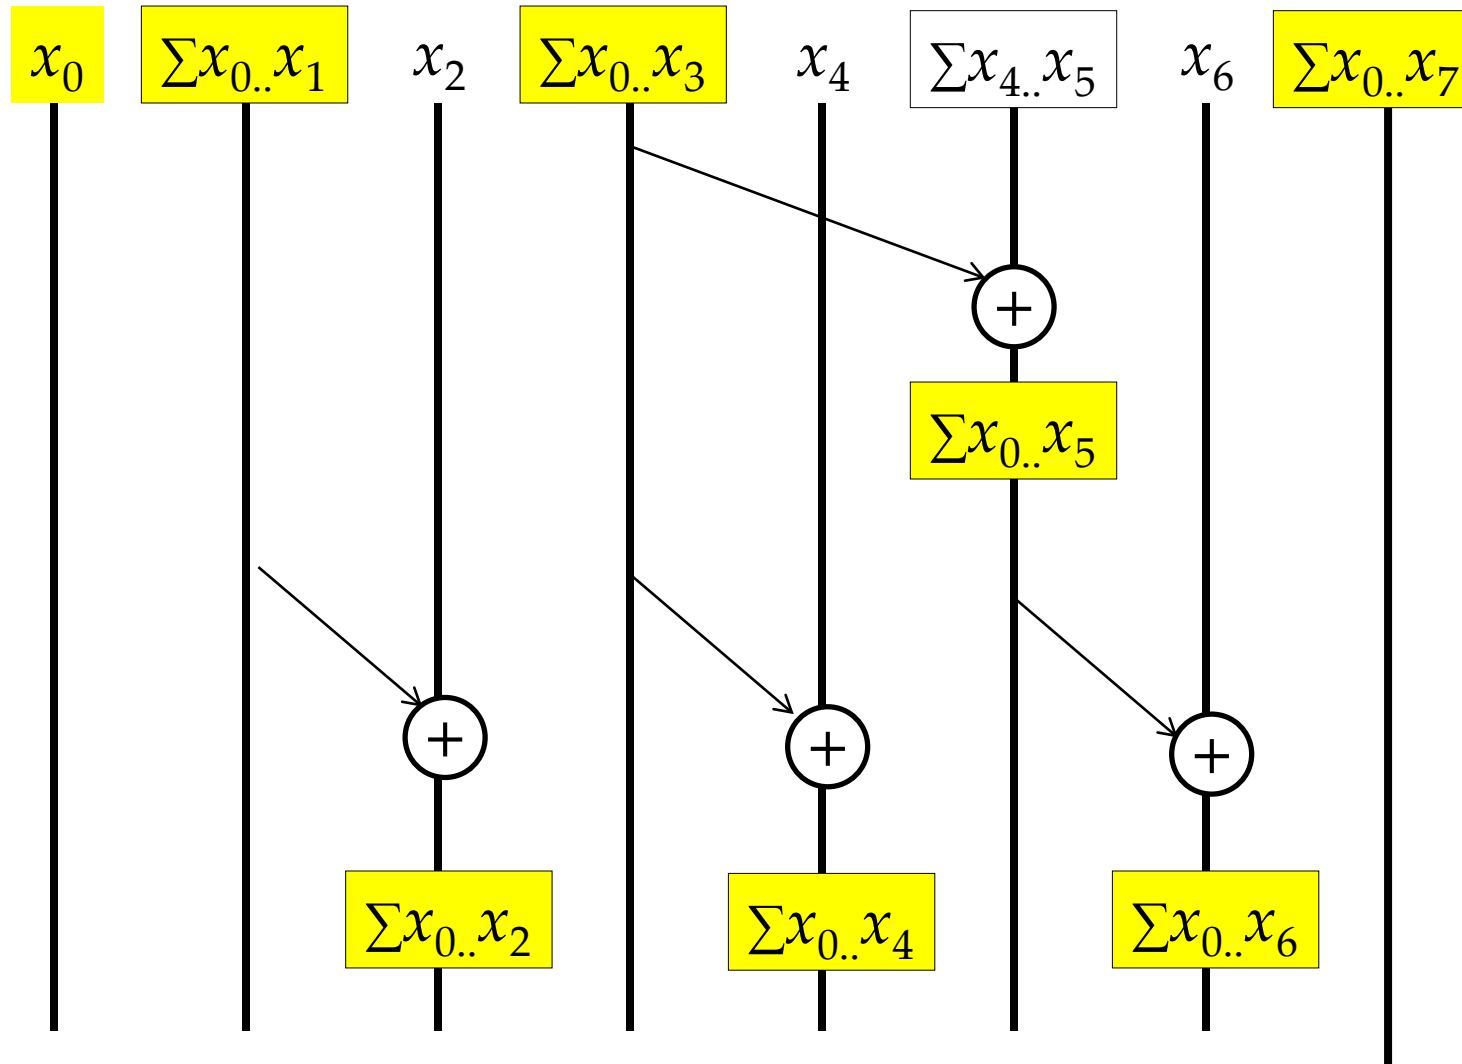 x₀ ∑x₀..x₁ x₂ ∑x₀..x₃ x₄ ∑x₄..x₅ x₆ ∑x₀..x₇
+
∑x₀..x₅
+ + +
∑x₀..x₂ ∑x₀..x₄ ∑x₀..x₆